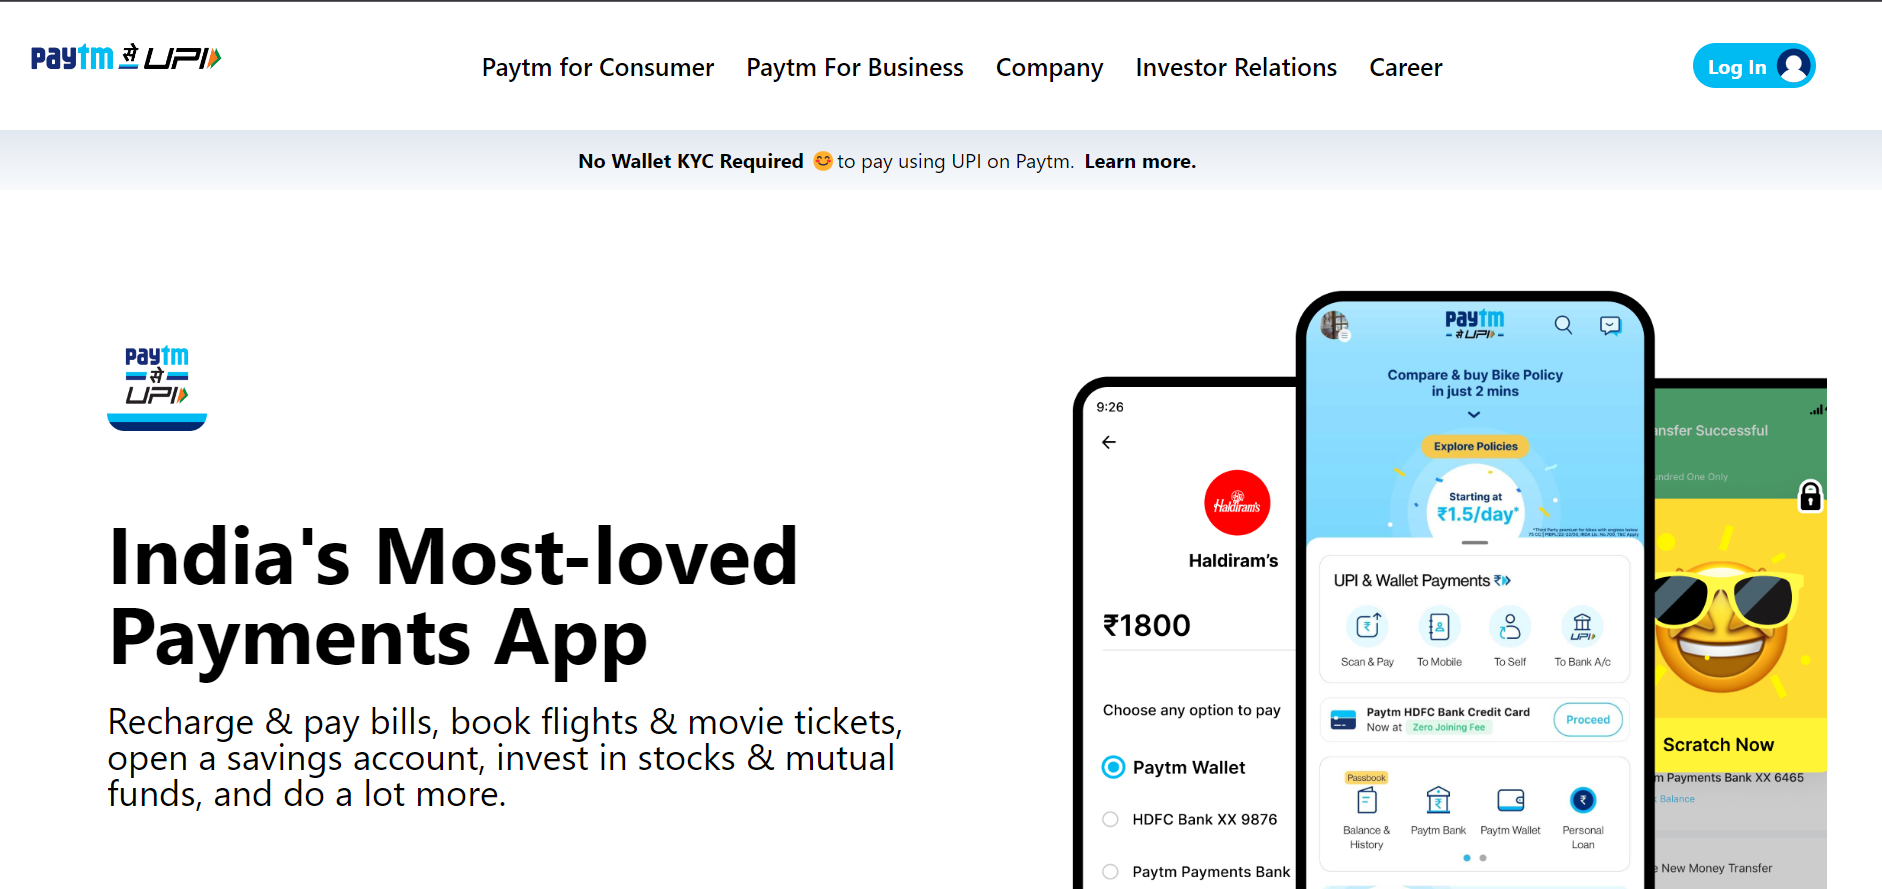 paytm से UPI
Paytm for Consumer
Paytm For Business
Company
Investor Relations
Career
Log In
No Wallet KYC Required 😊 to pay using UPI on Paytm. Learn more.
paytm
से
UPI
India's Most-loved
Payments App
Recharge & pay bills, book flights & movie tickets,
open a savings account, invest in stocks & mutual
funds, and do a lot more.
9:26
Haldiram's
Haldiram's
₹1800
Choose any option to pay
Paytm Wallet
HDFC Bank XX 9876
Paytm Payments Bank
paytm
से UPI
Compare & buy Bike Policy
in just 2 mins
Explore Policies
Starting at
₹1.5/day*
UPI & Wallet Payments ₹
Scan & Pay
To Mobile
To Self
UPI
To Bank A/c
Paytm HDFC Bank Credit Card
Now at Zero Joining Fee
Proceed
Passbook
Balance &
History
Paytm Bank
Paytm Wallet
Personal
Loan
ansfer Successful
undred One Only
Scratch Now
m Payments Bank XX 6465
Balance
e New Money Transfer